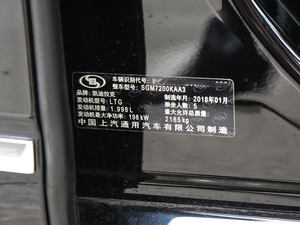 车辆识别代号:
整车型号: SGM7200KAA3
品牌: 凯迪拉克 制造年月: 2018年01月
发动机型号: LTG 乘坐人数: 5
发动机排量: 1.998L 最大允许总质量:
发动机最大净功率: 198kW 2165kg
中国上汽通用汽车有限公司制造